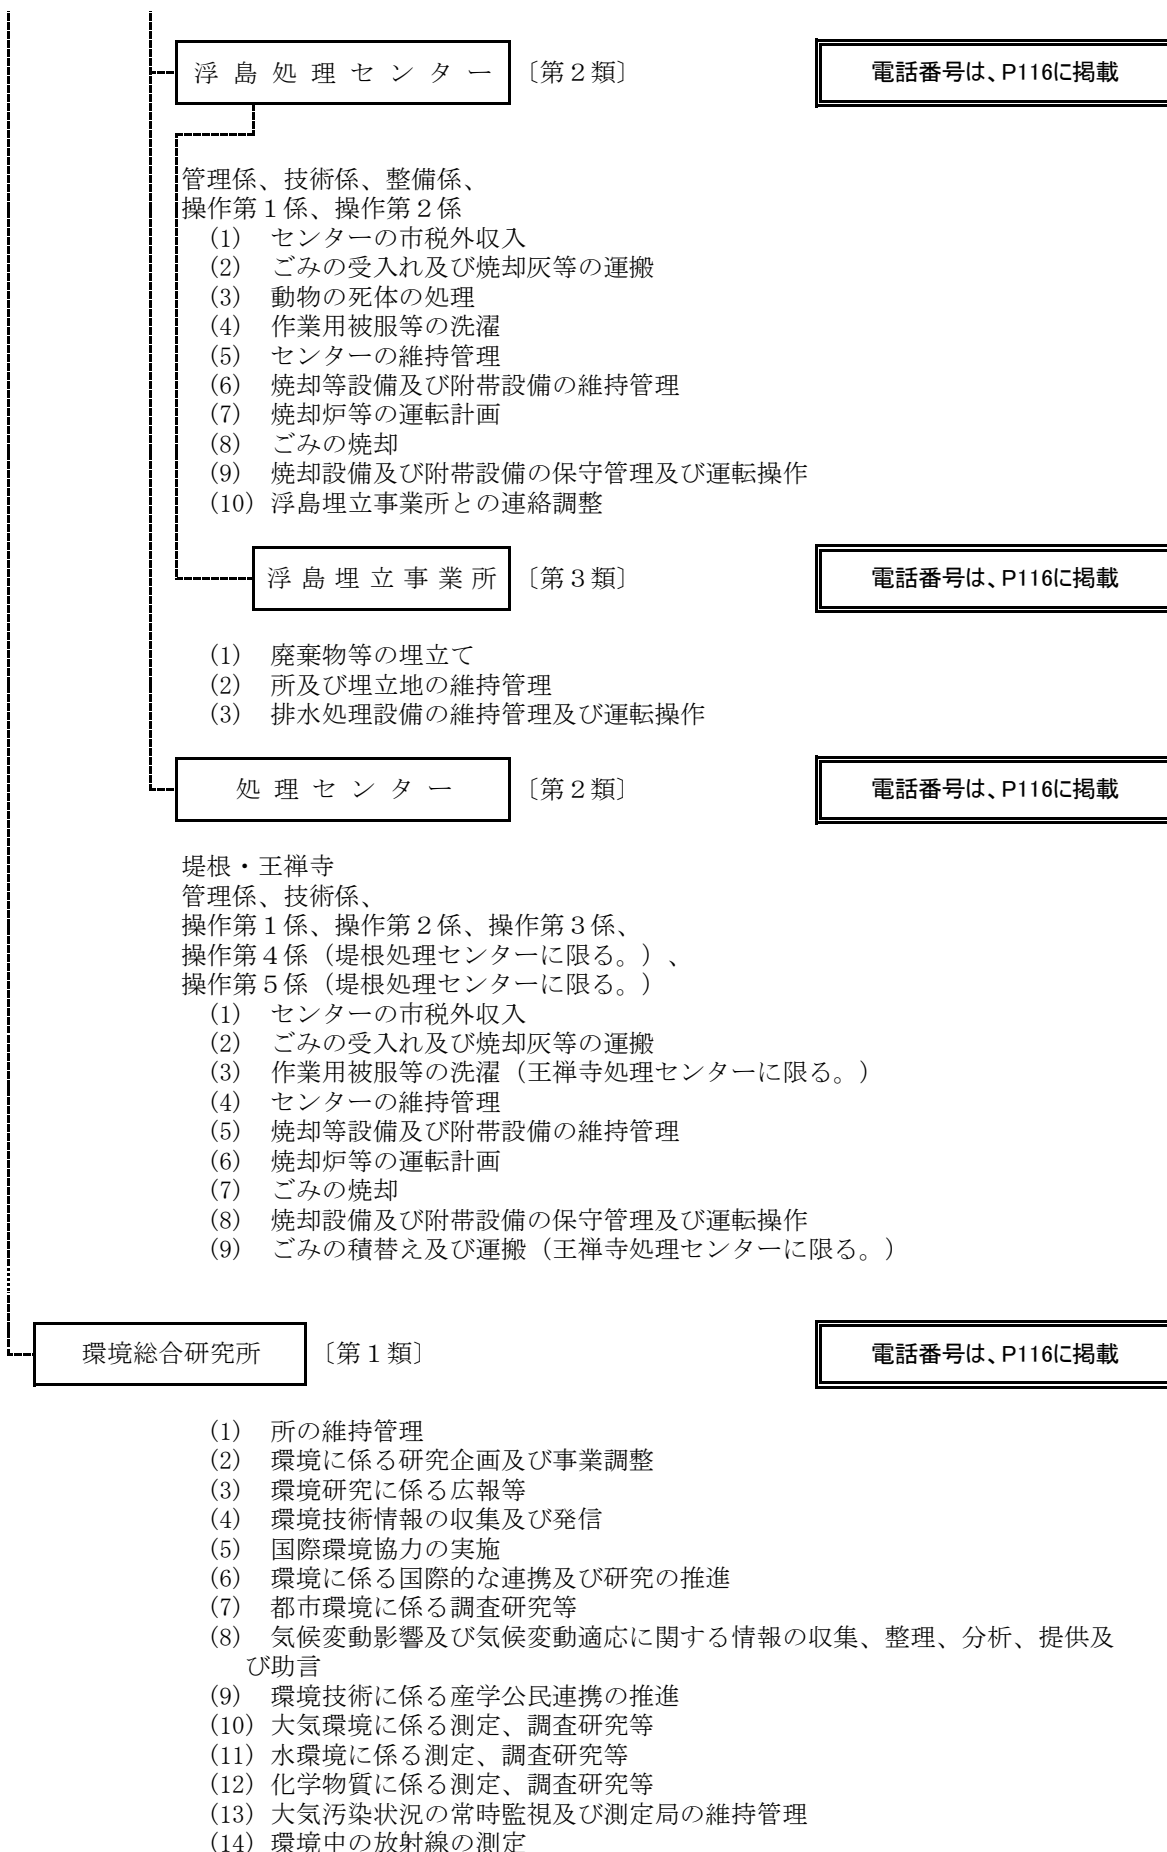 浮島処理センター 〔第２類〕 電話番号は、P116に掲載
管理係、技術係、整備係、
操作第１係、操作第２係
(1) センターの市税外収入
(2) ごみの受入れ及び焼却灰等の運搬
(3) 動物の死体の処理
(4) 作業用被服等の洗濯
(5) センターの維持管理
(6) 焼却等設備及び附帯設備の維持管理
(7) 焼却炉等の運転計画
(8) ごみの焼却
(9) 焼却設備及び附帯設備の保守管理及び運転操作
(10) 浮島埋立事業所との連絡調整
浮島埋立事業所 〔第３類〕 電話番号は、P116に掲載
(1) 廃棄物等の埋立て
(2) 所及び埋立地の維持管理
(3) 排水処理設備の維持管理及び運転操作
処理センター 〔第２類〕 電話番号は、P116に掲載
堤根・王禅寺
管理係、技術係、
操作第１係、操作第２係、操作第３係、
操作第４係（堤根処理センターに限る。）、
操作第５係（堤根処理センターに限る。）
(1) センターの市税外収入
(2) ごみの受入れ及び焼却灰等の運搬
(3) 作業用被服等の洗濯（王禅寺処理センターに限る。）
(4) センターの維持管理
(5) 焼却等設備及び附帯設備の維持管理
(6) 焼却炉等の運転計画
(7) ごみの焼却
(8) 焼却設備及び附帯設備の保守管理及び運転操作
(9) ごみの積替え及び運搬（王禅寺処理センターに限る。）
環境総合研究所 〔第１類〕 電話番号は、P116に掲載
(1) 所の維持管理
(2) 環境に係る研究企画及び事業調整
(3) 環境研究に係る広報等
(4) 環境技術情報の収集及び発信
(5) 国際環境協力の実施
(6) 環境に係る国際的な連携及び研究の推進
(7) 都市環境に係る調査研究等
(8) 気候変動影響及び気候変動適応に関する情報の収集、整理、分析、提供及
び助言
(9) 環境技術に係る産学公民連携の推進
(10) 大気環境に係る測定、調査研究等
(11) 水環境に係る測定、調査研究等
(12) 化学物質に係る測定、調査研究等
(13) 大気汚染状況の常時監視及び測定局の維持管理
(14) 環境中の放射線の測定